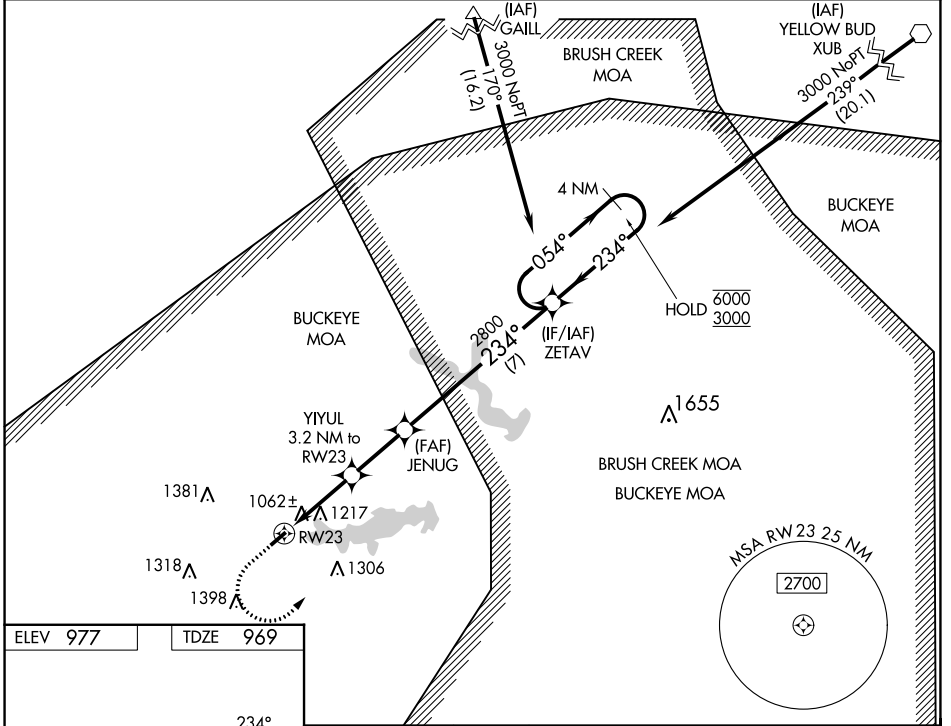 (IAF)
GAILL
(IAF)
YELLOW BUD
XUB
BRUSH CREEK
MOA
3000 NoPT
170°
(16.2)
3000 NoPT
239°
(20.1)
4 NM
BUCKEYE
MOA
054°
234°
HOLD 6000
3000
BUCKEYE
MOA
(IF/IAF)
ZETAV
2800
234°
(7)
1655
YIYUL
3.2 NM to
RW23
(FAF)
JENUG
BRUSH CREEK MOA
BUCKEYE MOA
1381
1062±
1217
RW23
1318
1306
1398
MSA RW23 25 NM
2700
ELEV 977
TDZE 969
234°